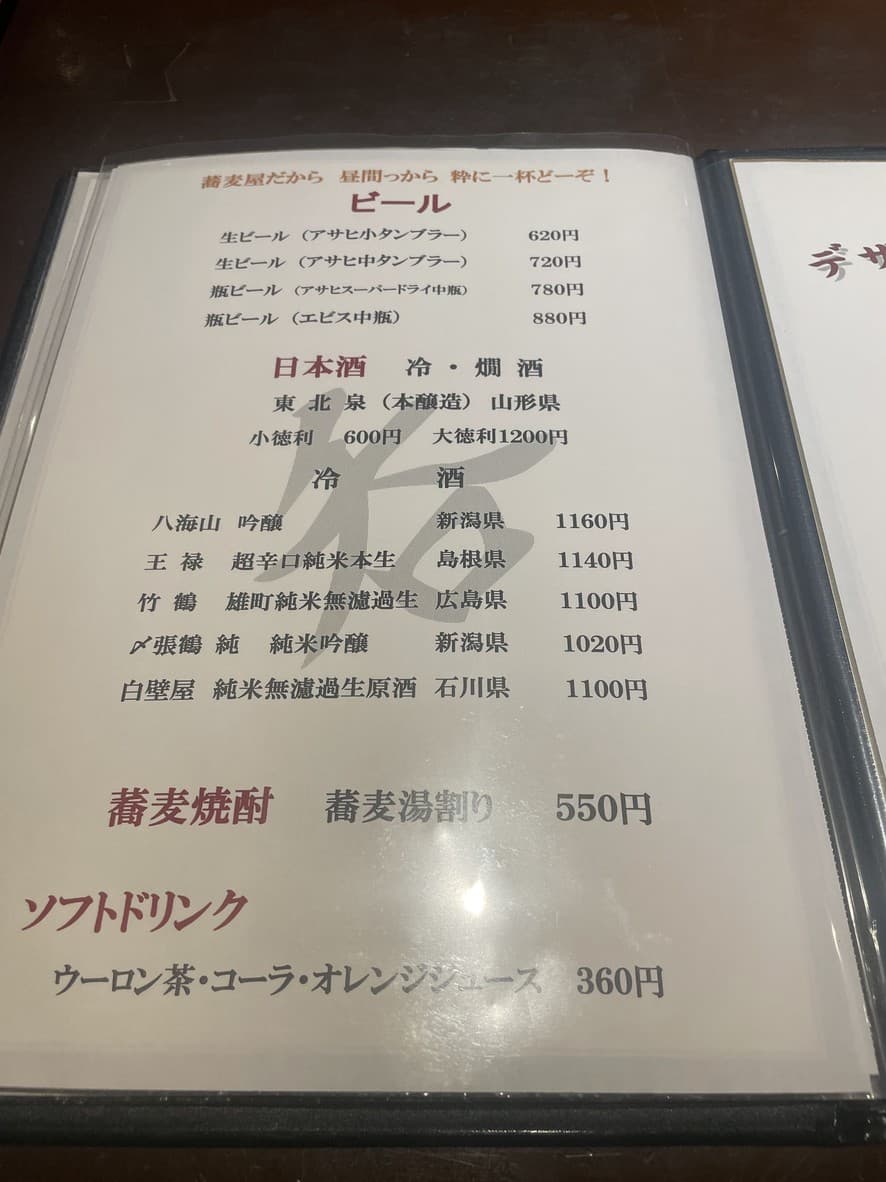 蕎麦屋だから 昼間っから 粋に一杯どーぞ！
ビール
生ビール（アサヒ小タンブラー） 620円
生ビール（アサヒ中タンブラー） 720円
瓶ビール（アサヒスーパードライ中瓶） 780円
瓶ビール（エビス中瓶） 880円
日本酒 冷・燗 酒
東 北 泉（本醸造）山形県
小徳利 600円 大徳利1200円
冷 酒
八海山 吟醸 新潟県 1160円
王 禄 超辛口純米本生 島根県 1140円
竹 鶴 雄町純米無濾過生 広島県 1100円
〆張鶴 純 純米吟醸 新潟県 1020円
白壁屋 純米無濾過生原酒 石川県 1100円
蕎麦焼酎 蕎麦湯割り 550円
ソフトドリンク
ウーロン茶・コーラ・オレンジジュース 360円
デサ